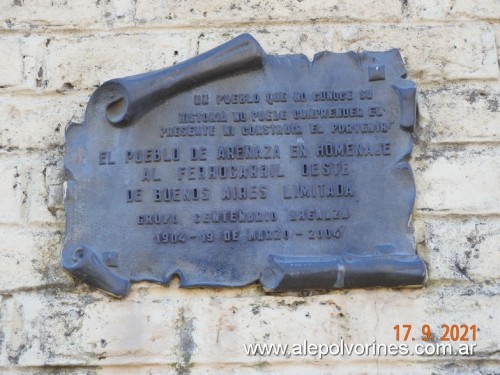 UN PUEBLO QUE NO CONOCE SU
HISTORIA NO PUEDE COMPRENDER EL
PRESENTE NI CONSTRUIR EL PORVENIR
EL PUEBLO DE ARENAZA EN HOMENAJE
AL FERROCARRIL OESTE
DE BUENOS AIRES LIMITADA
GRUPO CENTENARIO ARENAZA
1904 - 19 DE MARZO - 2004
17.9.2021
www.alepolvorines.com.ar